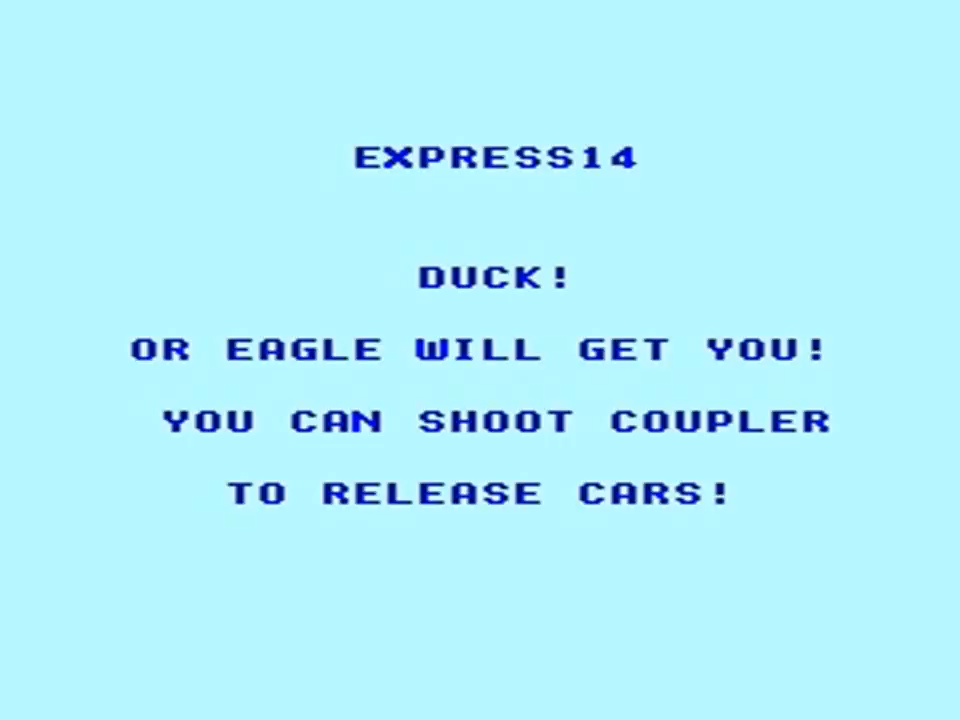 EXPRESS14
DUCK!
OR EAGLE WILL GET YOU!
YOU CAN SHOOT COUPLER
TO RELEASE CARS!